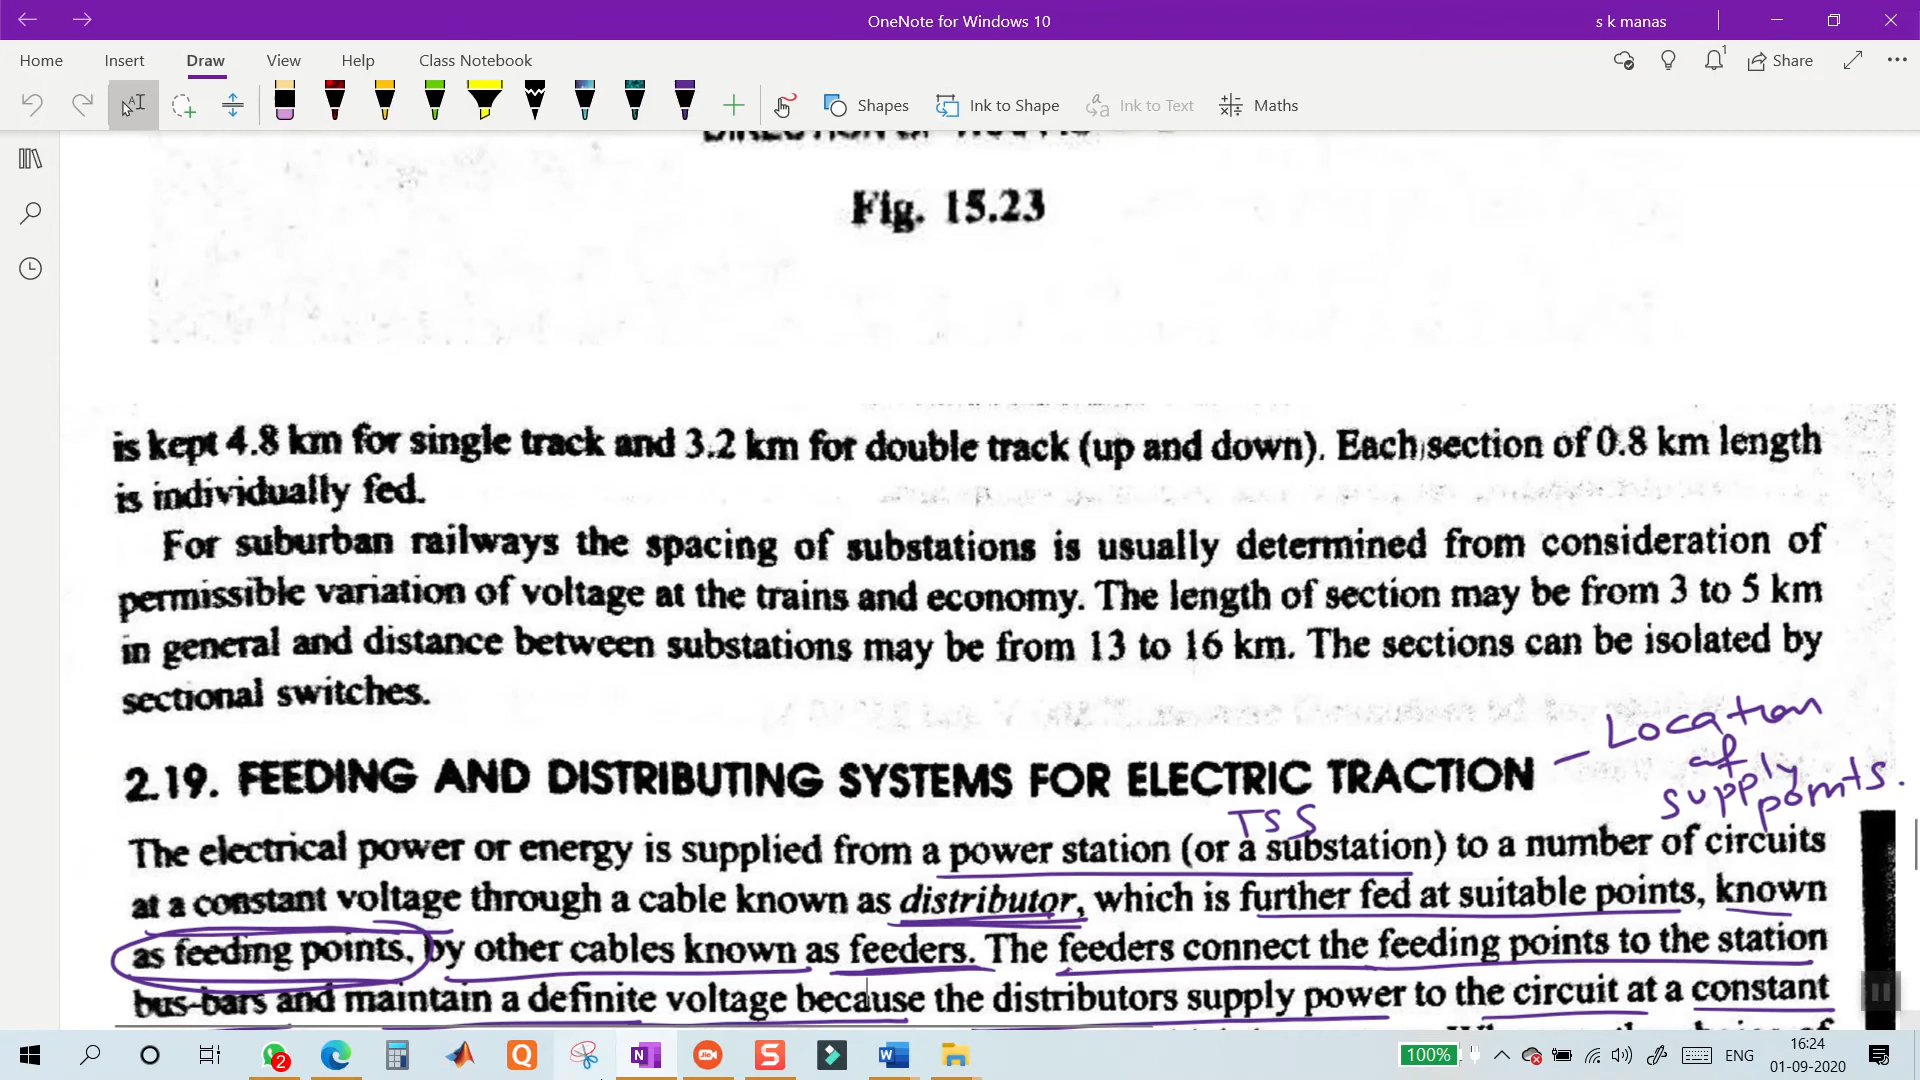 OneNote for Windows 10
s k manas
Home
Insert
Draw
View
Help
Class Notebook
1
Share
Shapes
Ink to Shape
Ink to Text
Maths
DIRECTION OF
Fig. 15.23
is kept 4.8 km for single track and 3.2 km for double track (up and down). Each section of 0.8 km length
is individually fed.
For suburban railways the spacing of substations is usually determined from consideration of
permissible variation of voltage at the trains and economy. The length of section may be from 3 to 5 km
in general and distance between substations may be from 13 to 16 km. The sections can be isolated by
sectional switches.
- Location
of
supply
points.
2.19. FEEDING AND DISTRIBUTING SYSTEMS FOR ELECTRIC TRACTION
TSS
The electrical power or energy is supplied from a power station (or a substation) to a number of circuits
at a constant voltage through a cable known as distributor, which is further fed at suitable points, known
as feeding points, by other cables known as feeders. The feeders connect the feeding points to the station
bus-bars and maintain a definite voltage because the distributors supply power to the circuit at a constant
2
100%
ENG
16:24
01-09-2020